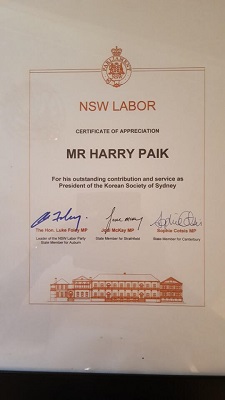 NSW LABOR
CERTIFICATE OF APPRECIATION
MR HARRY PAIK
For his outstanding contribution and service as
President of the Korean Society of Sydney
The Hon. Luke Foley MP
Jodi McKay MP
Sophie Cotsis MP
Leader of the NSW Labor Party
State Member for Auburn
State Member for Strathfield
State Member for Canterbury